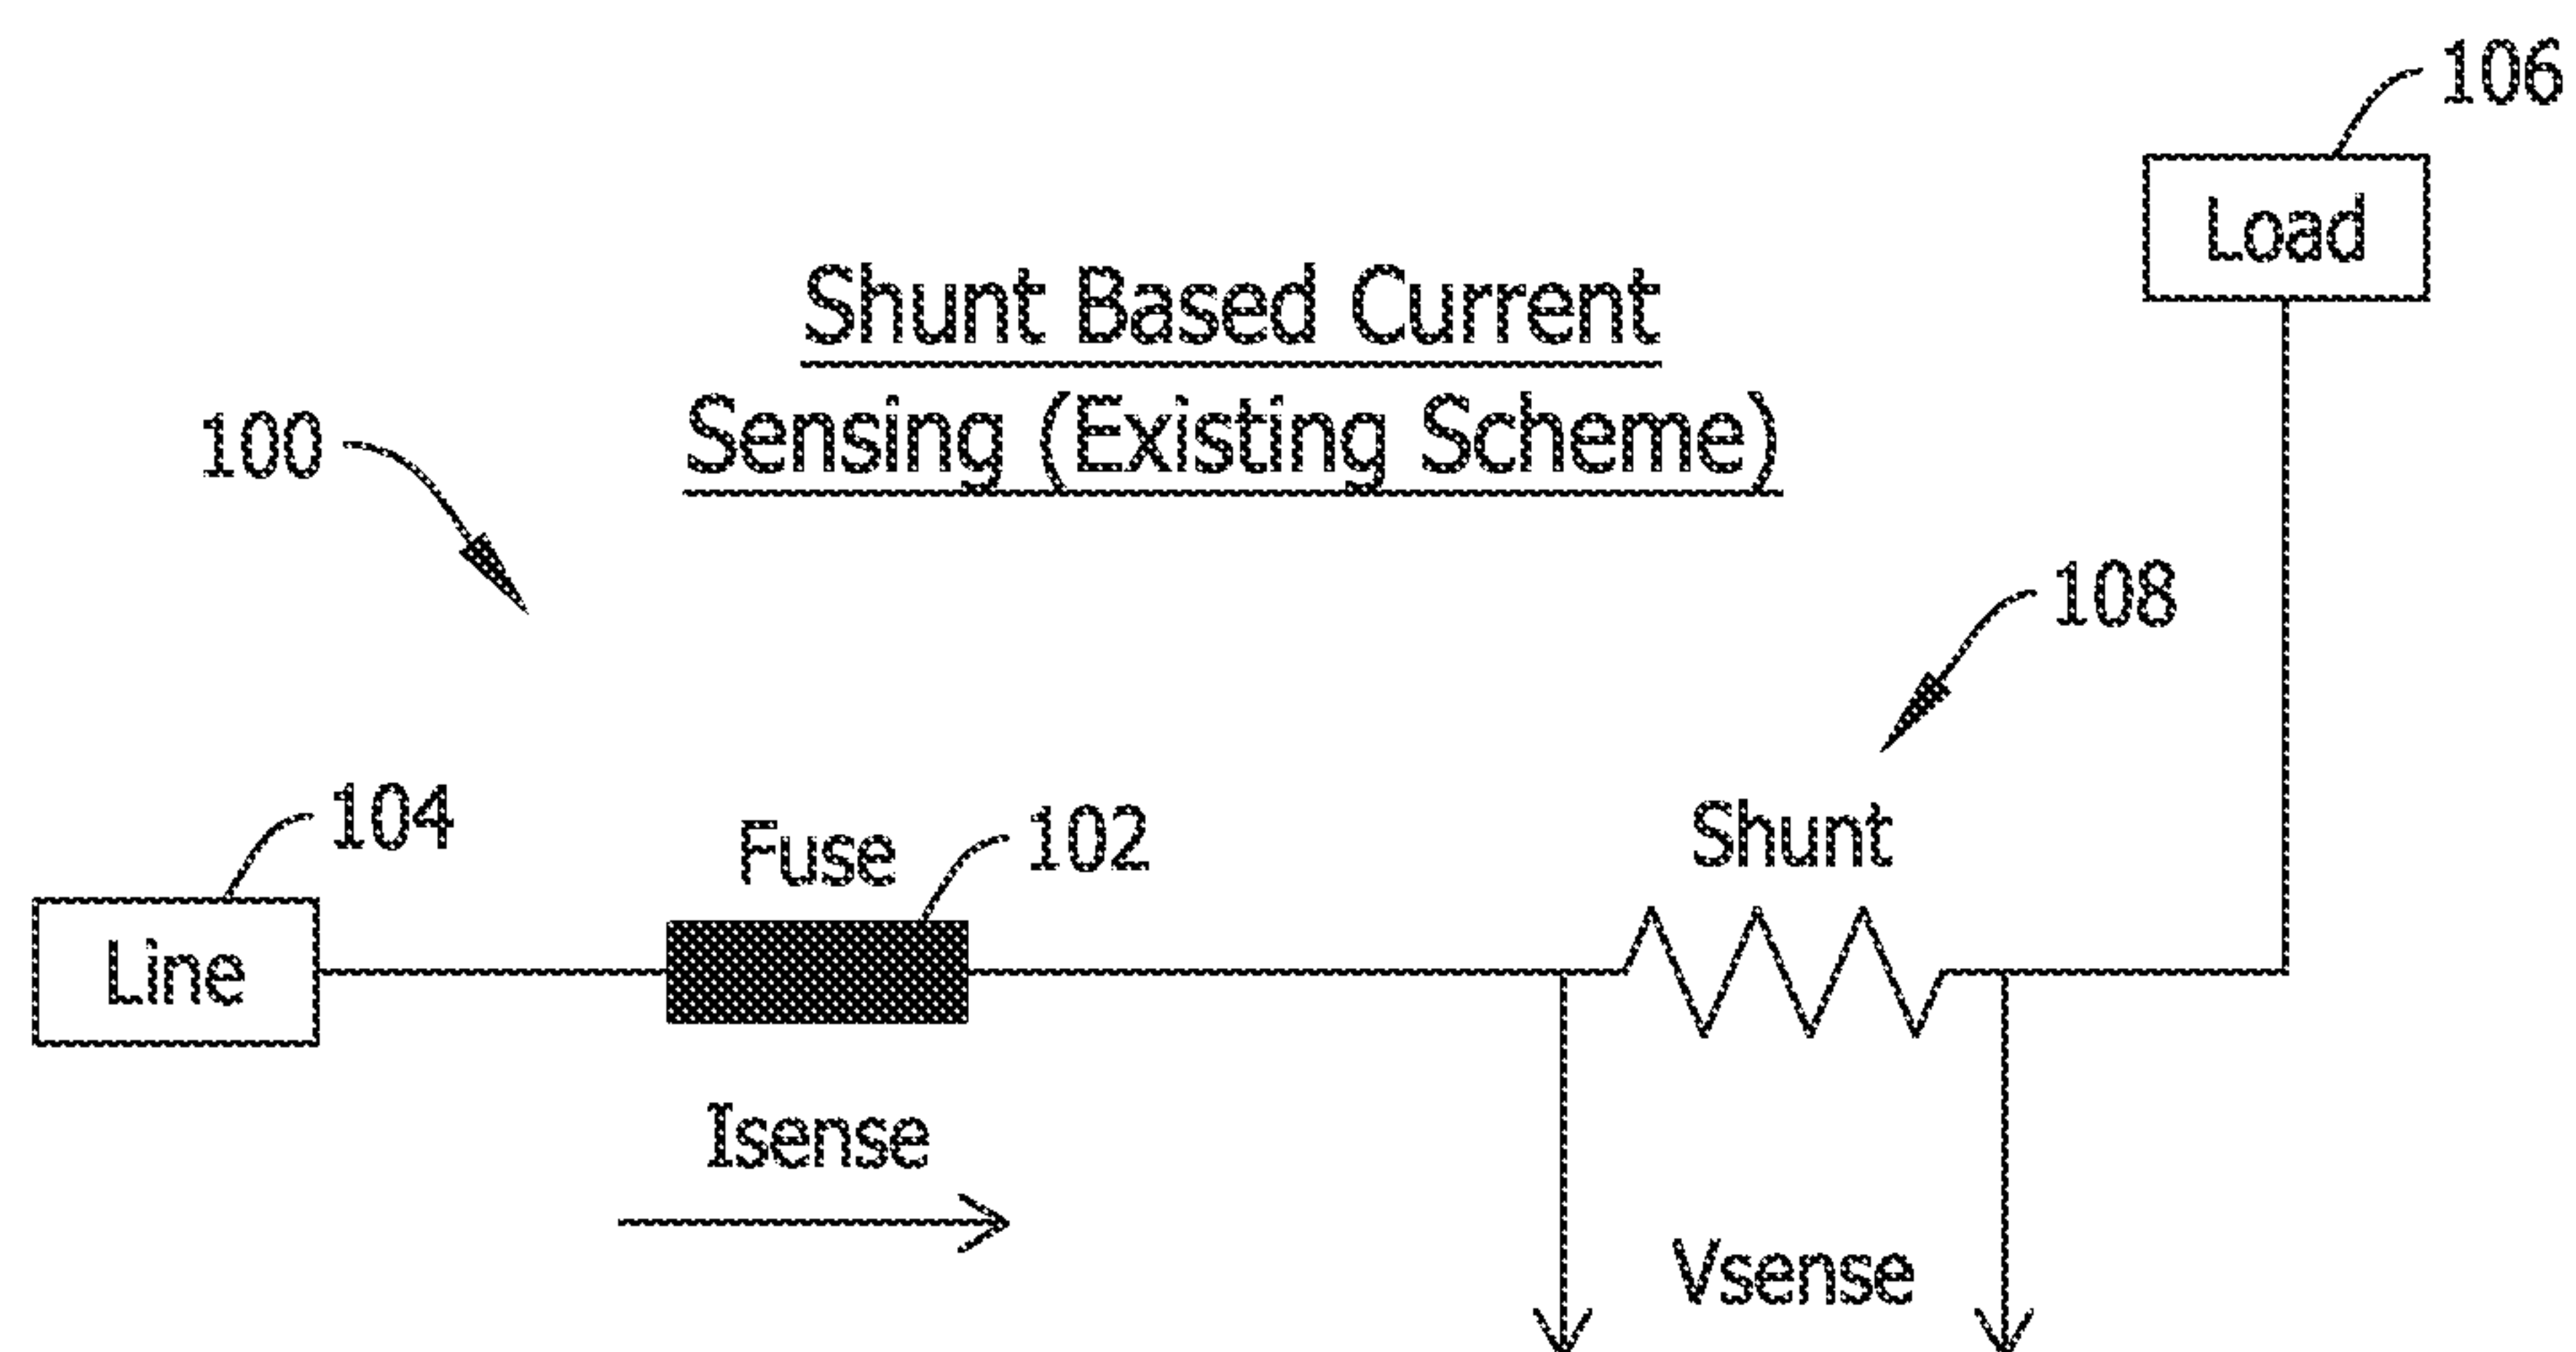 106
Load
Shunt Based Current
Sensing (Existing Scheme)
100
108
104
Fuse
102
Shunt
Line
Isense
Vsense